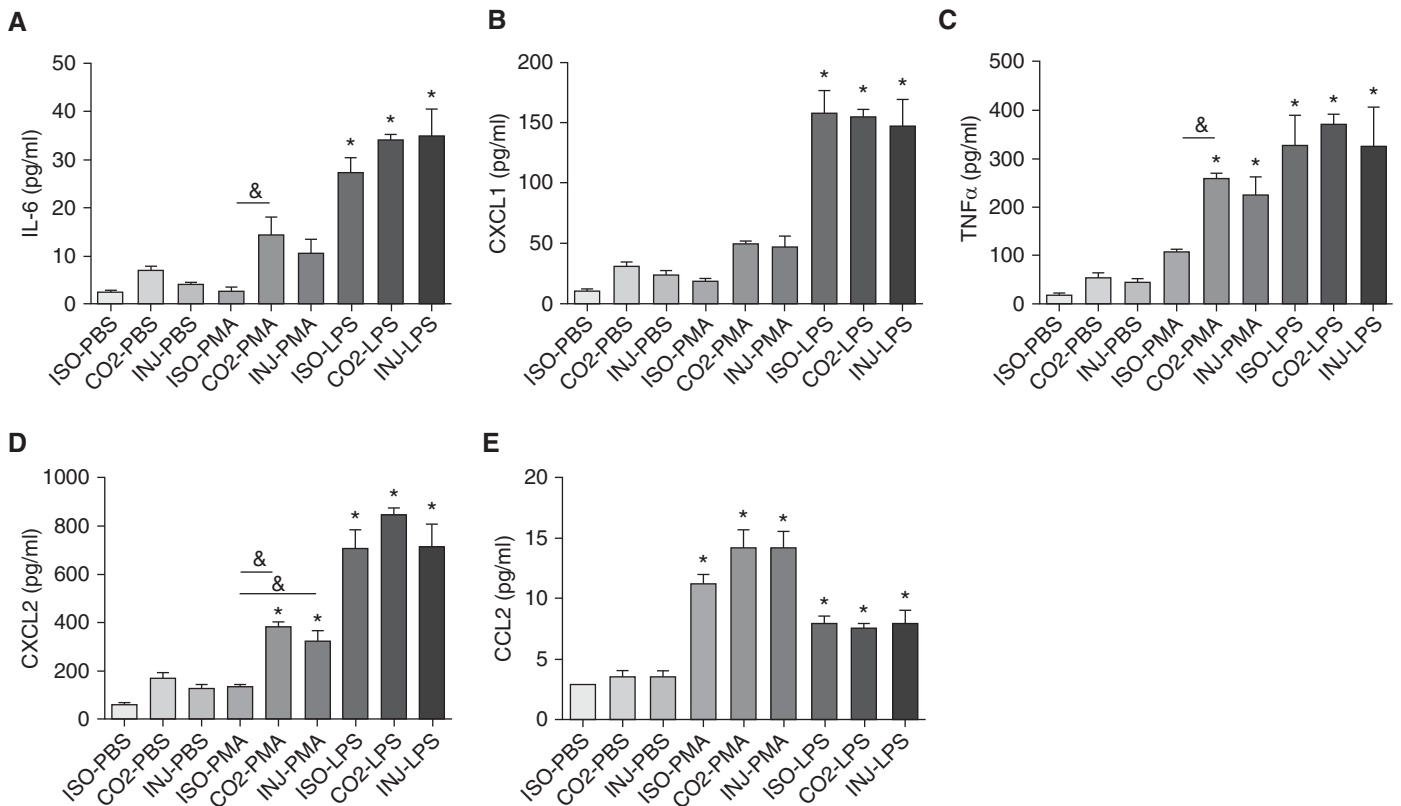 A
IL-6 (pg/ml)
50
40
30
20
10
0
&
* * *
ISO-PBS
CO2-PBS
INJ-PBS
ISO-PMA
CO2-PMA
INJ-PMA
ISO-LPS
CO2-LPS
INJ-LPS
B
CXCL1 (pg/ml)
200
150
100
50
0
* * *
ISO-PBS
CO2-PBS
INJ-PBS
ISO-PMA
CO2-PMA
INJ-PMA
ISO-LPS
CO2-LPS
INJ-LPS
C
TNFα (pg/ml)
500
400
300
200
100
0
&
* * * * *
ISO-PBS
CO2-PBS
INJ-PBS
ISO-PMA
CO2-PMA
INJ-PMA
ISO-LPS
CO2-LPS
INJ-LPS
D
CXCL2 (pg/ml)
1000
800
600
400
200
0
&
&
* * * * *
ISO-PBS
CO2-PBS
INJ-PBS
ISO-PMA
CO2-PMA
INJ-PMA
ISO-LPS
CO2-LPS
INJ-LPS
E
CCL2 (pg/ml)
20
15
10
5
0
* * * * * *
ISO-PBS
CO2-PBS
INJ-PBS
ISO-PMA
CO2-PMA
INJ-PMA
ISO-LPS
CO2-LPS
INJ-LPS